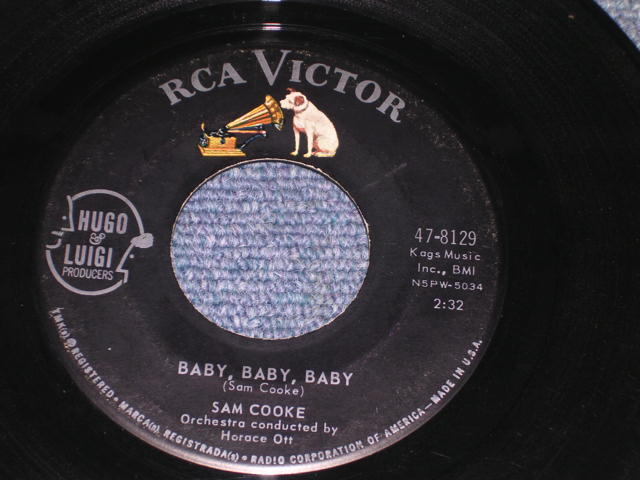 RCA VICTOR
HUGO
&
LUIGI
PRODUCERS
47-8129
Kags Music
Inc., BMI
N5PW-5034
2:32
BABY, BABY, BABY
(Sam Cooke)
SAM COOKE
Orchestra conducted by
Horace Ott
TMK(s) ® REGISTERED • MARCA(s) REGISTRADA(s) • RADIO CORPORATION OF AMERICA—MADE IN U.S.A.